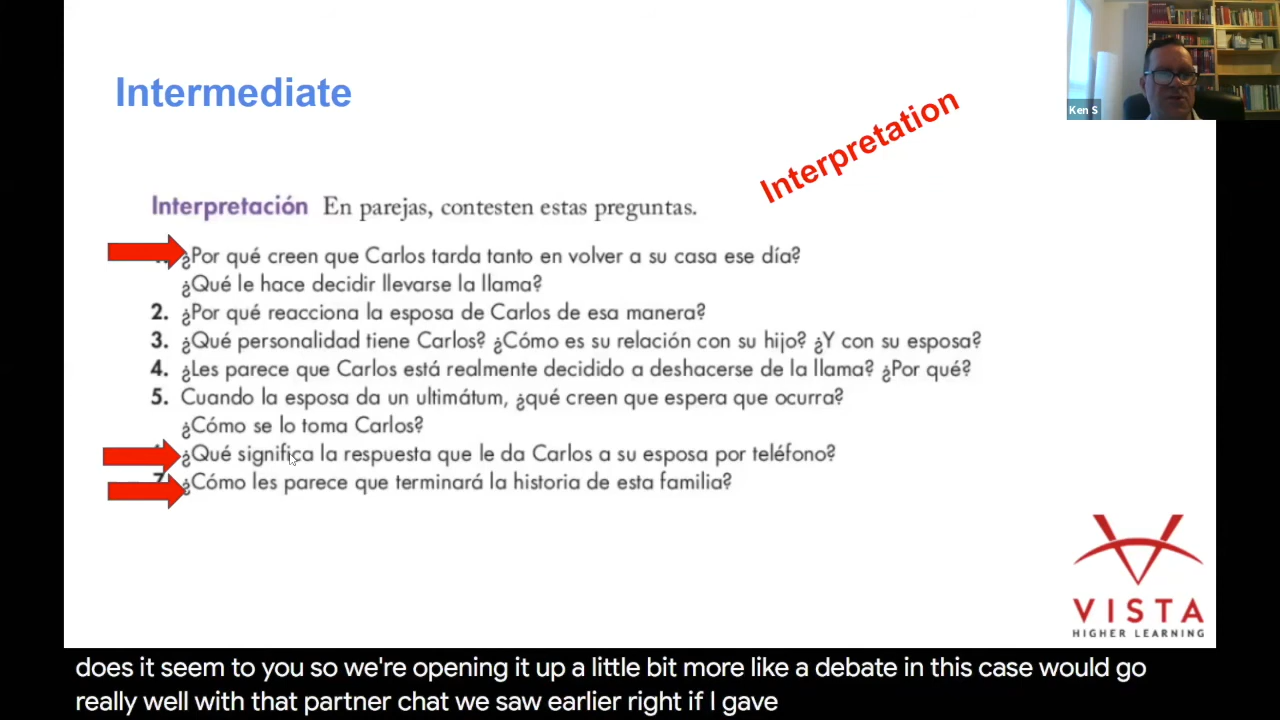 Ken S
Intermediate
Interpretation
Interpretación En parejas, contesten estas preguntas.
¿Por qué creen que Carlos tarda tanto en volver a su casa ese día?
¿Qué le hace decidir llevarse la llama?
2. ¿Por qué reacciona la esposa de Carlos de esa manera?
3. ¿Qué personalidad tiene Carlos? ¿Cómo es su relación con su hijo? ¿Y con su esposa?
4. ¿Les parece que Carlos está realmente decidido a deshacerse de la llama? ¿Por qué?
5. Cuando la esposa da un ultimátum, ¿qué creen que espera que ocurra?
¿Cómo se lo toma Carlos?
¿Qué significa la respuesta que le da Carlos a su esposa por teléfono?
7. ¿Cómo les parece que terminará la historia de esta familia?
VISTA
HIGHER LEARNING
does it seem to you so we're opening it up a little bit more like a debate in this case would go
really well with that partner chat we saw earlier right if I gave